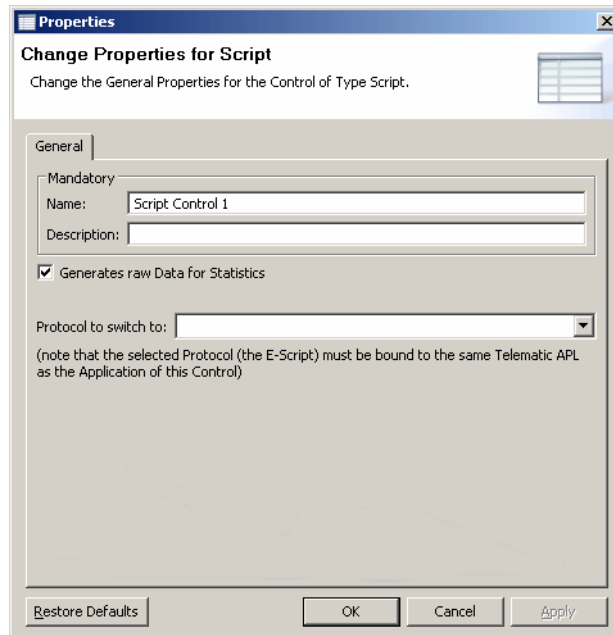 Properties
Change Properties for Script
Change the General Properties for the Control of Type Script.
General
Mandatory
Name: Script Control 1
Description:
Generates raw Data for Statistics
Protocol to switch to:
(note that the selected Protocol (the E-Script) must be bound to the same Telematic APL
as the Application of this Control)
Restore Defaults OK Cancel Apply